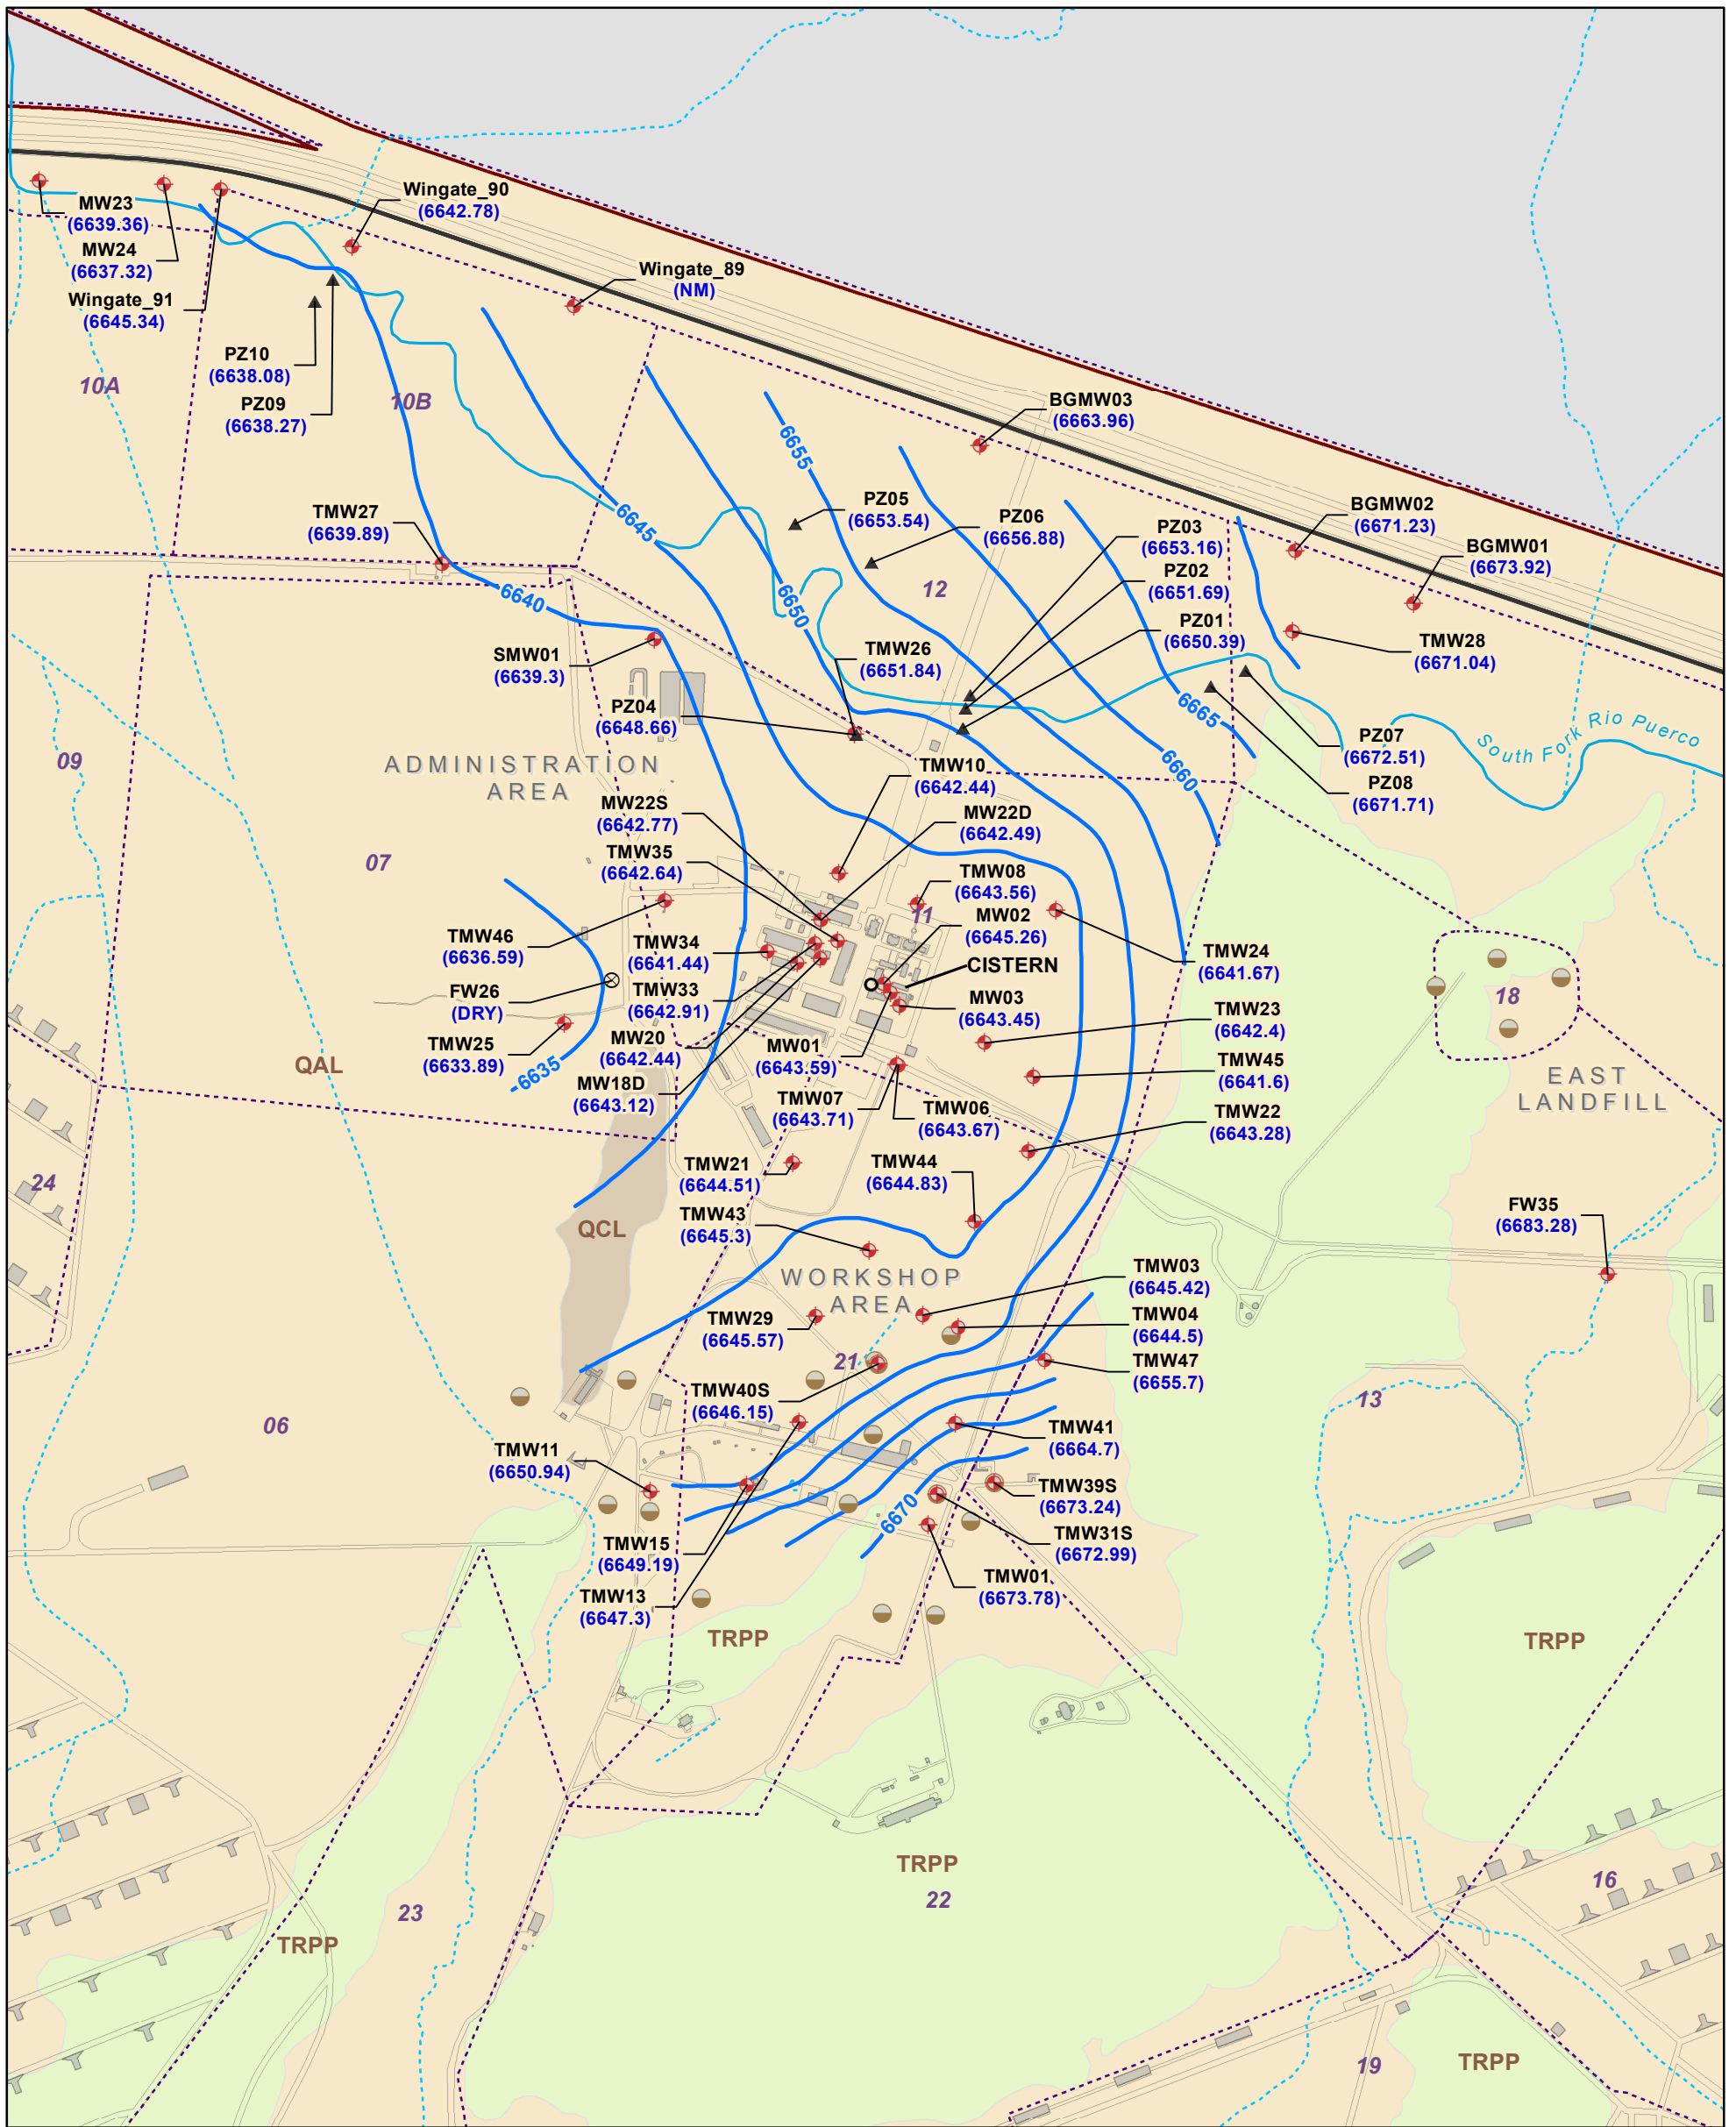 Wingate_90
(6642.78)
MW23
(6639.36)
MW24
(6637.32)
Wingate_91
(6645.34)
Wingate_89
(NM)
PZ10
(6638.08)
10A
10B
PZ09
(6638.27)
BGMW03
(6663.96)
6655
PZ05
(6653.54)
PZ06
(6656.88)
PZ03
(6653.16)
BGMW02
(6671.23)
TMW27
(6639.89)
6645
BGMW01
(6673.92)
PZ02
(6651.69)
12
6640
6650
PZ01
(6650.39)
SMW01
(6639.3)
TMW26
(6651.84)
TMW28
(6671.04)
PZ04
(6648.66)
6665
PZ07
(6672.51)
South Fork Rio Puerco
09
ADMINISTRATION
AREA
TMW10
(6642.44)
6660
PZ08
(6671.71)
MW22S
(6642.77)
MW22D
(6642.49)
07
TMW35
(6642.64)
TMW08
(6643.56)
11
MW02
(6645.26)
TMW46
(6636.59)
TMW34
(6641.44)
CISTERN
TMW24
(6641.67)
FW26
(DRY)
TMW33
(6642.91)
MW03
(6643.45)
18
TMW23
(6642.4)
TMW25
(6633.89)
MW20
(6642.44)
MW01
(6643.59)
QAL
6635
TMW45
(6641.6)
EAST
LANDFILL
MW18D
(6643.12)
TMW07
(6643.71)
TMW06
(6643.67)
TMW22
(6643.28)
24
TMW21
(6644.51)
TMW44
(6644.83)
FW35
(6683.28)
QCL
TMW43
(6645.3)
WORKSHOP
AREA
TMW03
(6645.42)
TMW29
(6645.57)
TMW04
(6644.5)
21
TMW47
(6655.7)
TMW40S
(6646.15)
13
06
TMW11
(6650.94)
TMW41
(6664.7)
TMW39S
(6673.24)
6670
TMW15
(6649.19)
TMW31S
(6672.99)
TMW13
(6647.3)
TMW01
(6673.78)
TRPP
TRPP
TRPP
22
16
23
TRPP
19
TRPP